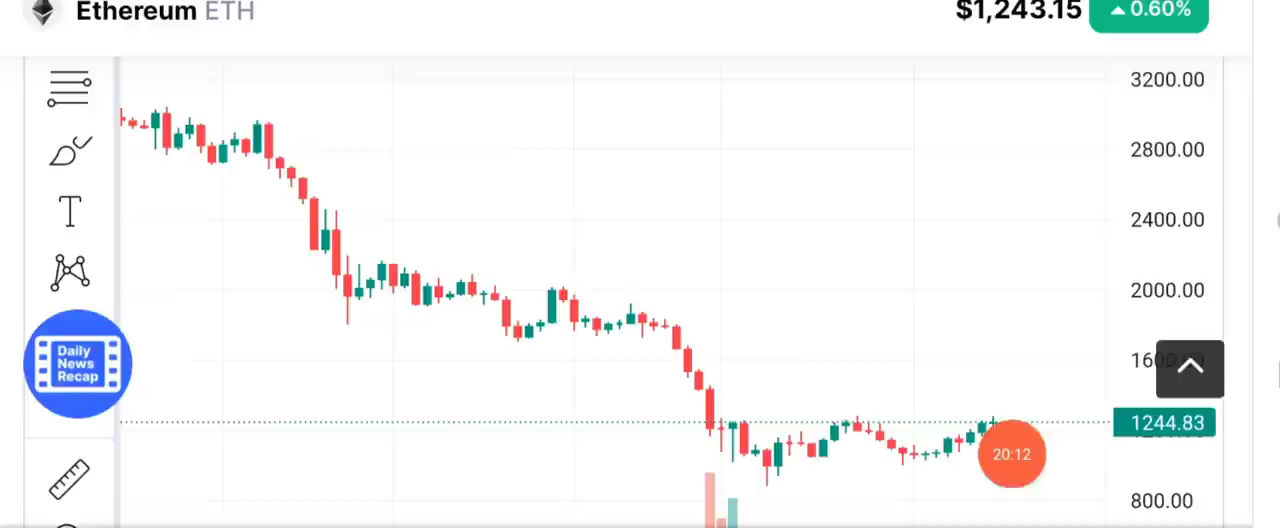 Ethereum ETH
$1,243.15
0.60%
3200.00
2800.00
T
2400.00
2000.00
Daily
News
Recap
1244.83
20:12
800.00